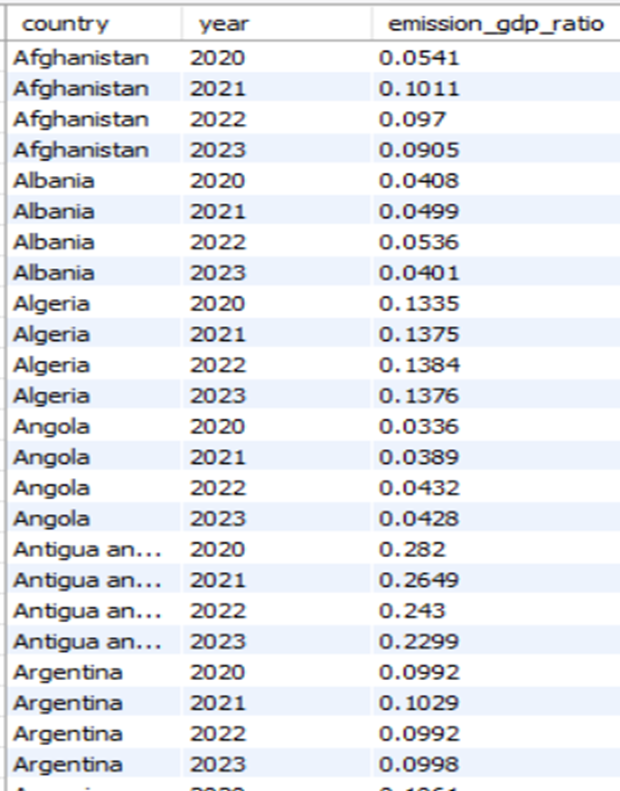 country year emission_gdp_ratio
Afghanistan 2020 0.0541
Afghanistan 2021 0.1011
Afghanistan 2022 0.097
Afghanistan 2023 0.0905
Albania 2020 0.0408
Albania 2021 0.0499
Albania 2022 0.0536
Albania 2023 0.0401
Algeria 2020 0.1335
Algeria 2021 0.1375
Algeria 2022 0.1384
Algeria 2023 0.1376
Angola 2020 0.0336
Angola 2021 0.0389
Angola 2022 0.0432
Angola 2023 0.0428
Antigua an... 2020 0.282
Antigua an... 2021 0.2649
Antigua an... 2022 0.243
Antigua an... 2023 0.2299
Argentina 2020 0.0992
Argentina 2021 0.1029
Argentina 2022 0.0992
Argentina 2023 0.0998